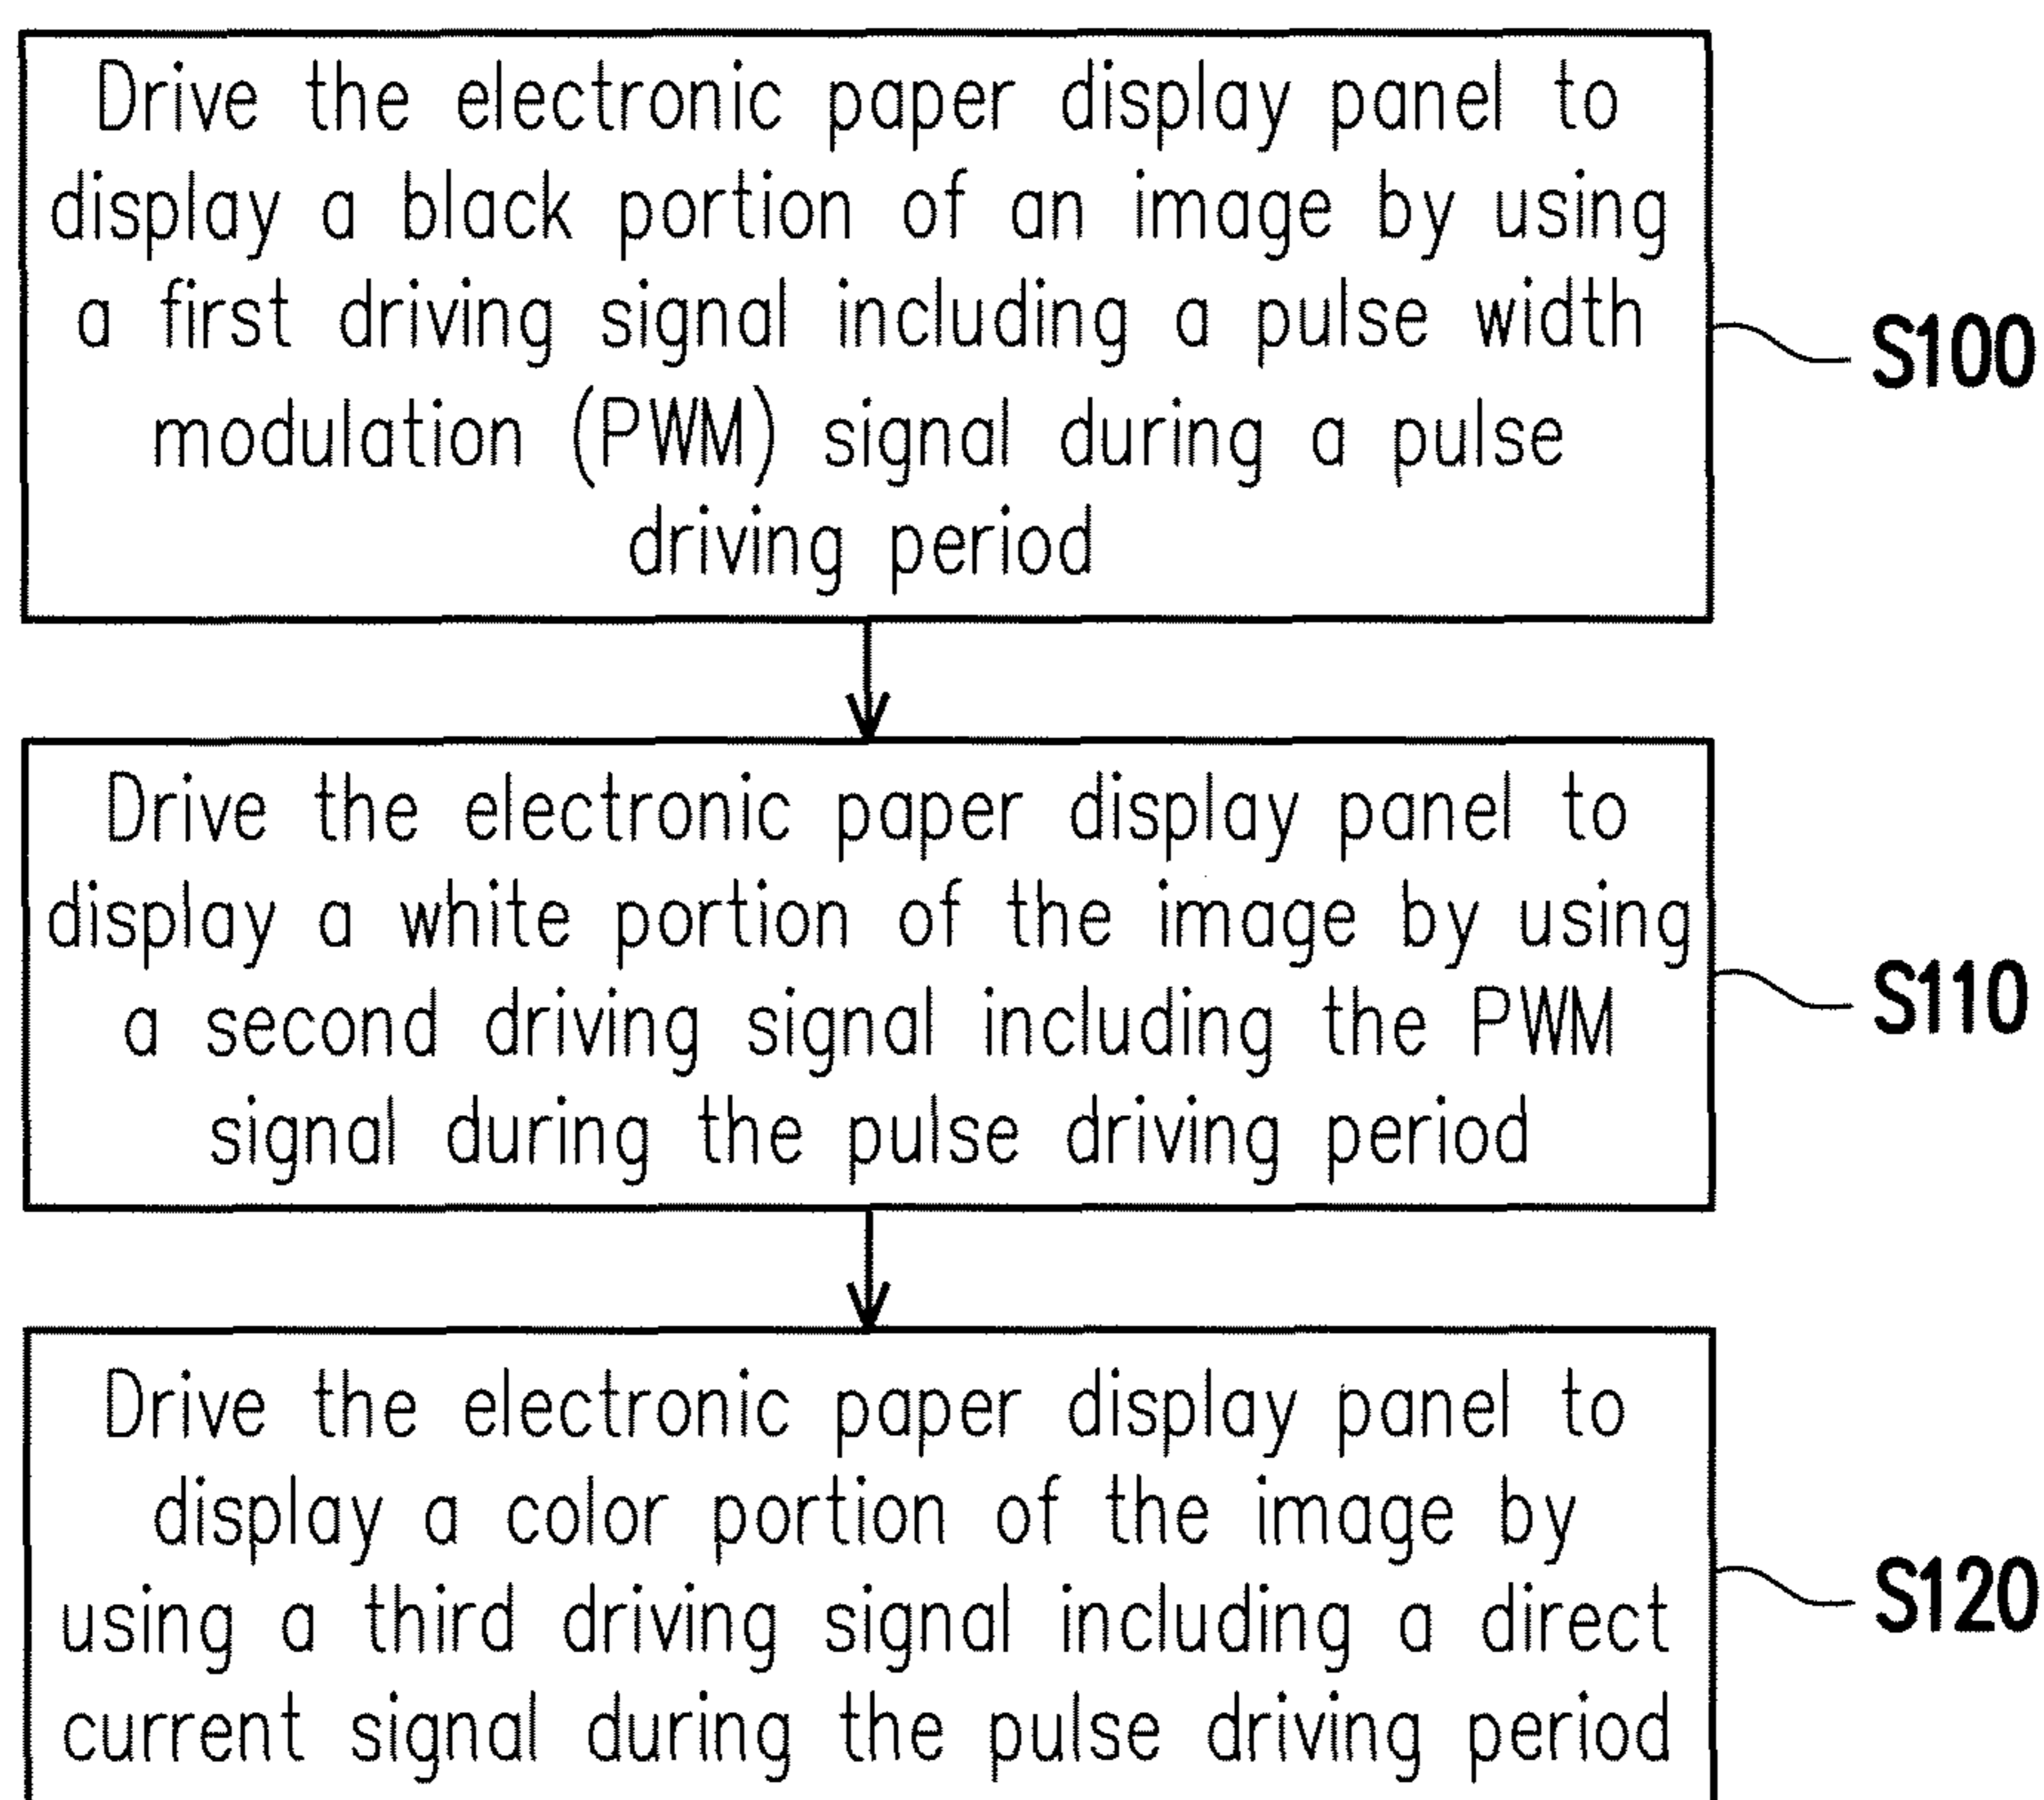 Drive the electronic paper display panel to
display a black portion of an image by using
a first driving signal including a pulse width
modulation (PWM) signal during a pulse
driving period
S100
Drive the electronic paper display panel to
display a white portion of the image by using
a second driving signal including the PWM
signal during the pulse driving period
S110
Drive the electronic paper display panel to
display a color portion of the image by
using a third driving signal including a direct
current signal during the pulse driving period
S120